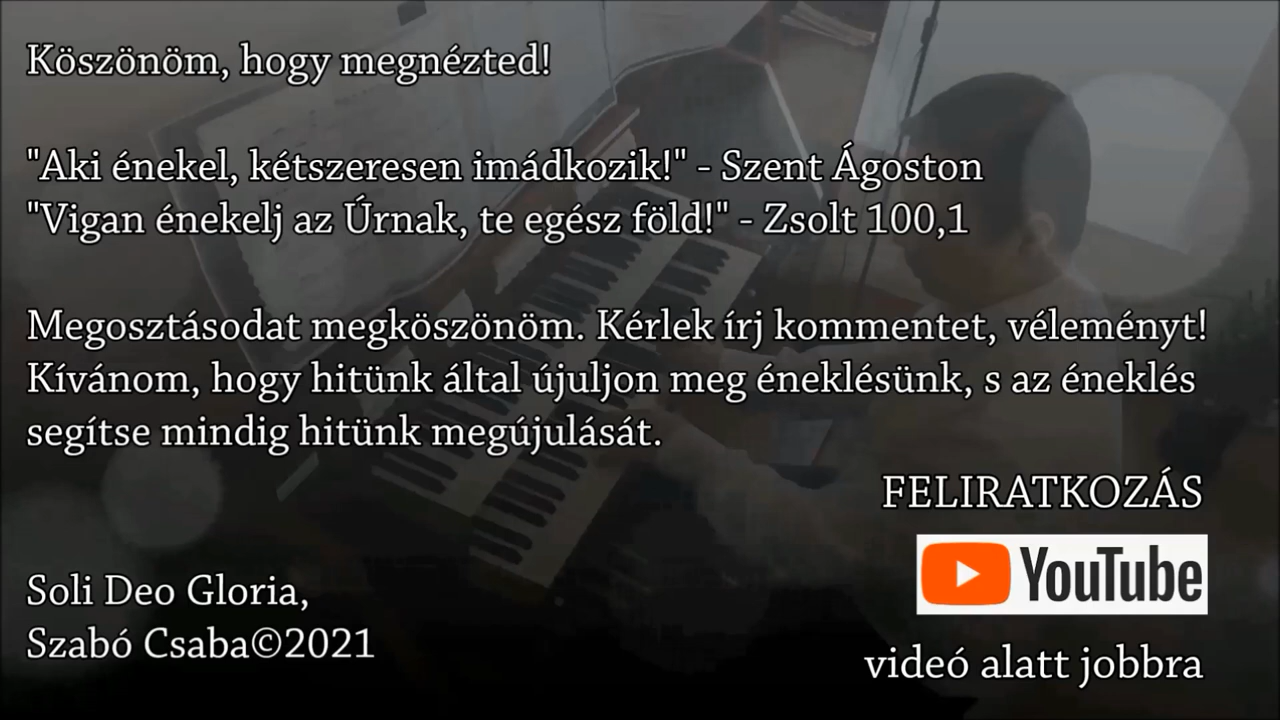 Köszönöm, hogy megnézted!
"Aki énekel, kétszeresen imádkozik!" - Szent Ágoston
"Vigan énekelj az Úrnak, te egész föld!" - Zsolt 100,1
Megosztásodat megköszönöm. Kérlek írj kommentet, véleményt!
Kívánom, hogy hitünk által újuljon meg éneklésünk, s az éneklés
segítse mindig hitünk megújulását.
FELIRATKOZÁS
YouTube
videó alatt jobbra
Soli Deo Gloria,
Szabó Csaba©2021